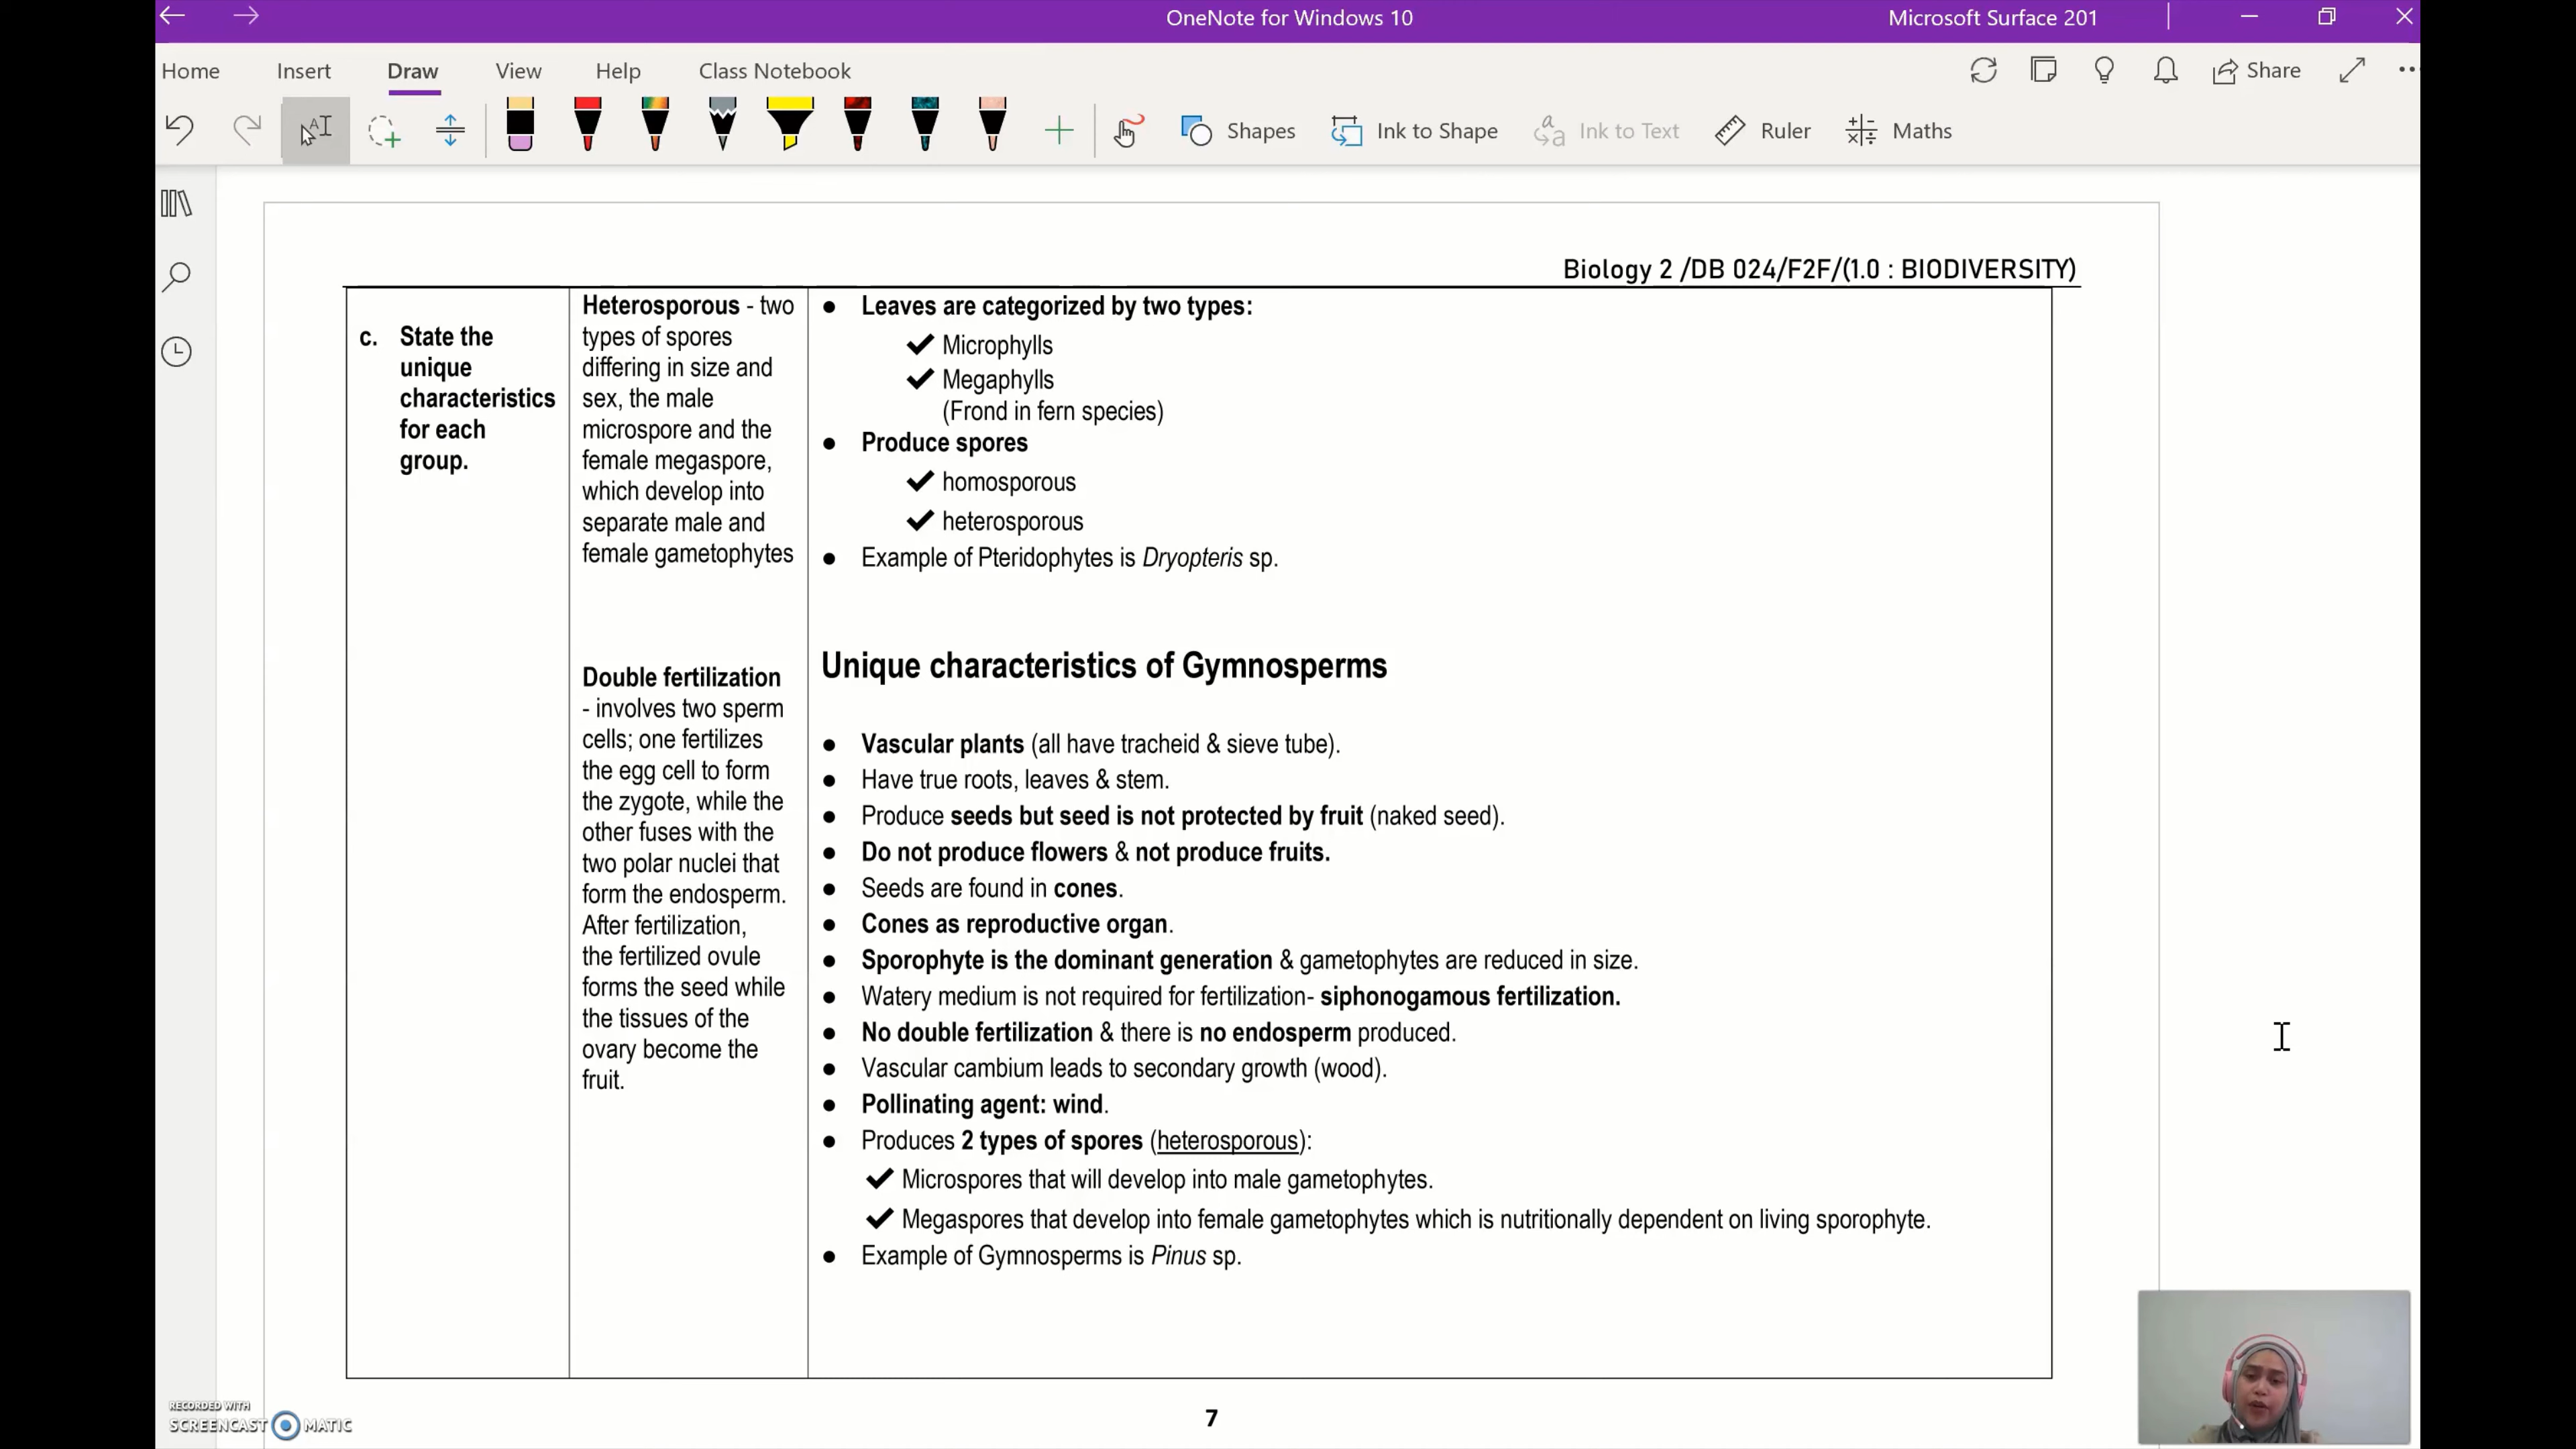 OneNote for Windows 10
Microsoft Surface 201
Home
Insert
Draw
View
Help
Class Notebook
Share
Shapes
Ink to Shape
Ink to Text
Ruler
Maths
Biology 2 /DB 024/F2F/(1.0 : BIODIVERSITY)
c. State the
unique
characteristics
for each
group.
Heterosporous - two
types of spores
differing in size and
sex, the male
microspore and the
female megaspore,
which develop into
separate male and
female gametophytes
Double fertilization
- involves two sperm
cells; one fertilizes
the egg cell to form
the zygote, while the
other fuses with the
two polar nuclei that
form the endosperm.
After fertilization,
the fertilized ovule
forms the seed while
the tissues of the
ovary become the
fruit.
● Leaves are categorized by two types:
✔ Microphylls
✔ Megaphylls
(Frond in fern species)
● Produce spores
✔ homosporous
✔ heterosporous
● Example of Pteridophytes is Dryopteris sp.
Unique characteristics of Gymnosperms
● Vascular plants (all have tracheid & sieve tube).
● Have true roots, leaves & stem.
● Produce seeds but seed is not protected by fruit (naked seed).
● Do not produce flowers & not produce fruits.
● Seeds are found in cones.
● Cones as reproductive organ.
● Sporophyte is the dominant generation & gametophytes are reduced in size.
● Watery medium is not required for fertilization- siphonogamous fertilization.
● No double fertilization & there is no endosperm produced.
● Vascular cambium leads to secondary growth (wood).
● Pollinating agent: wind.
● Produces 2 types of spores (heterosporous):
✔ Microspores that will develop into male gametophytes.
✔ Megaspores that develop into female gametophytes which is nutritionally dependent on living sporophyte.
● Example of Gymnosperms is Pinus sp.
7
RECORDED WITH
SCREENCAST MATIC